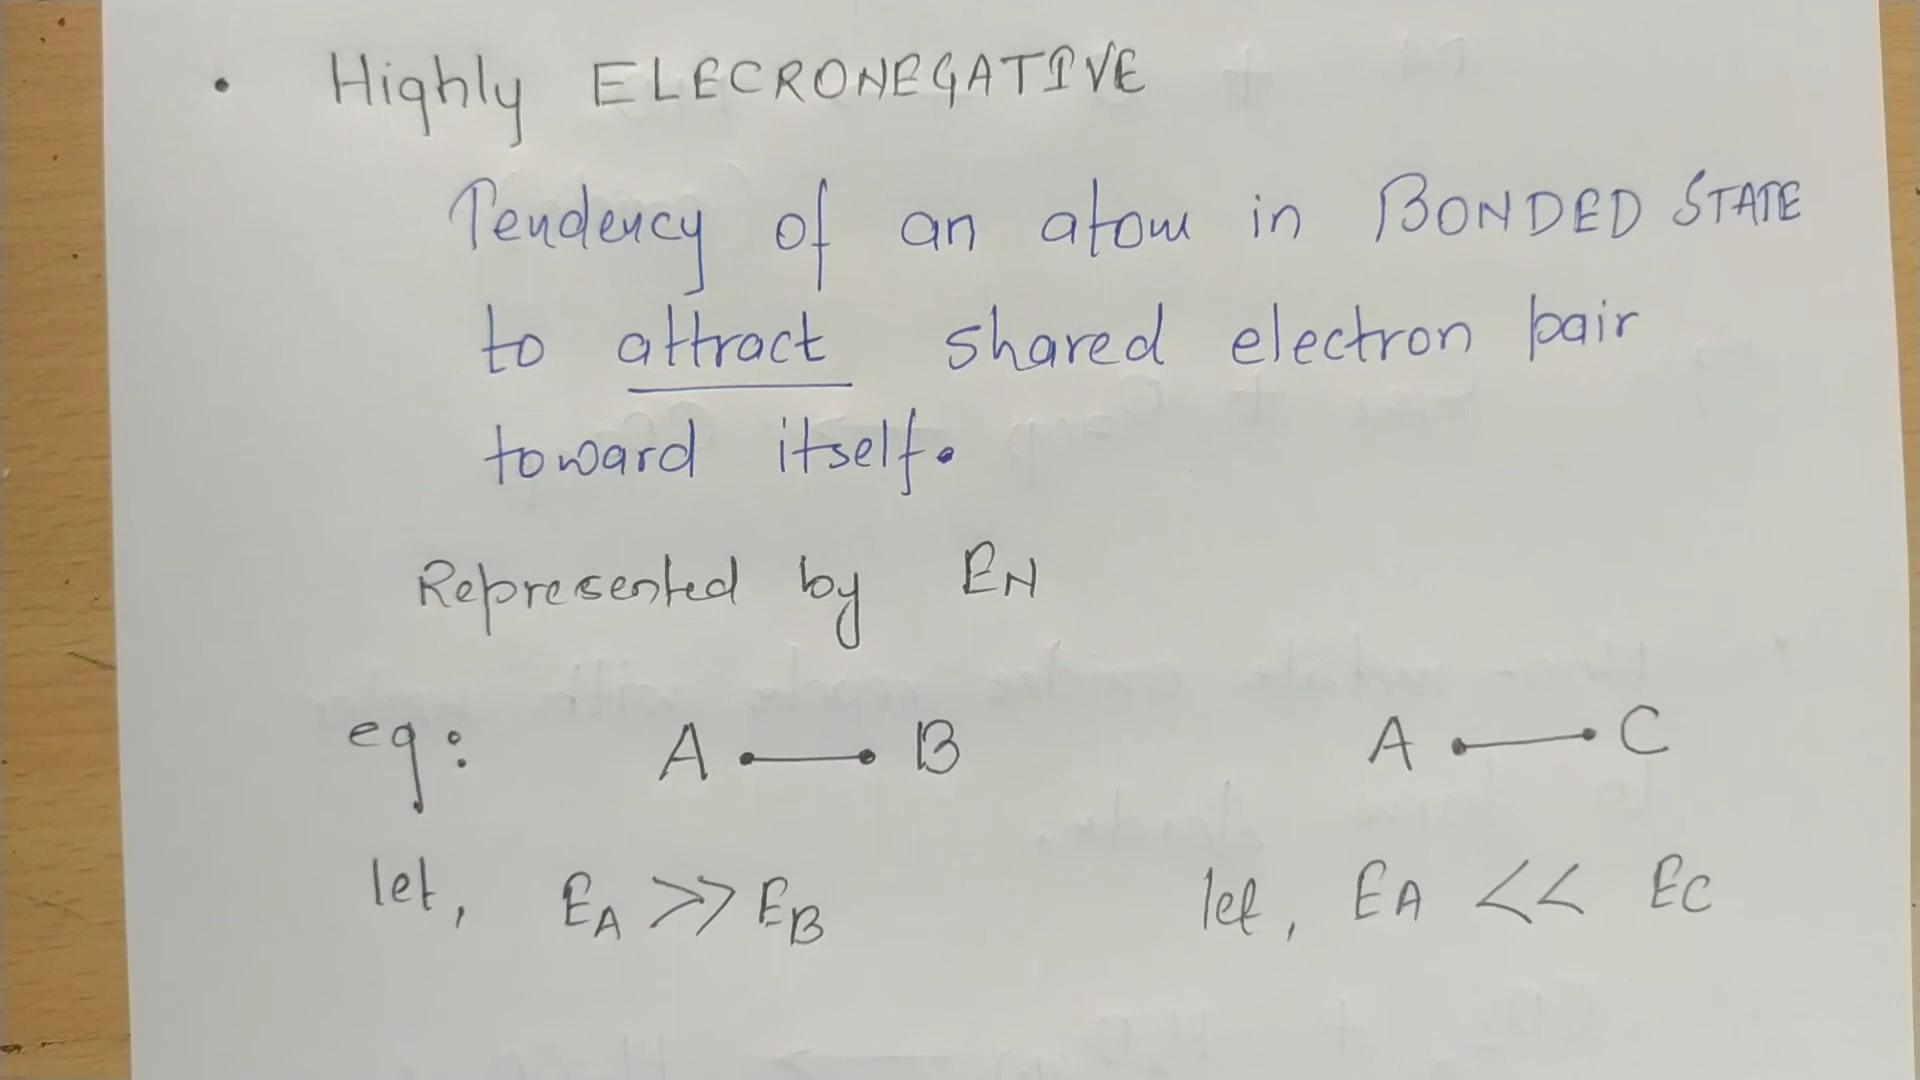 • Highly ELECRONEGATIVE
Tendency of an atom in BONDED STATE
to attract shared electron pair
toward itself.
Represented by EN
eg: A •—• B A •—• C
let, EA >> EB let, EA << EC